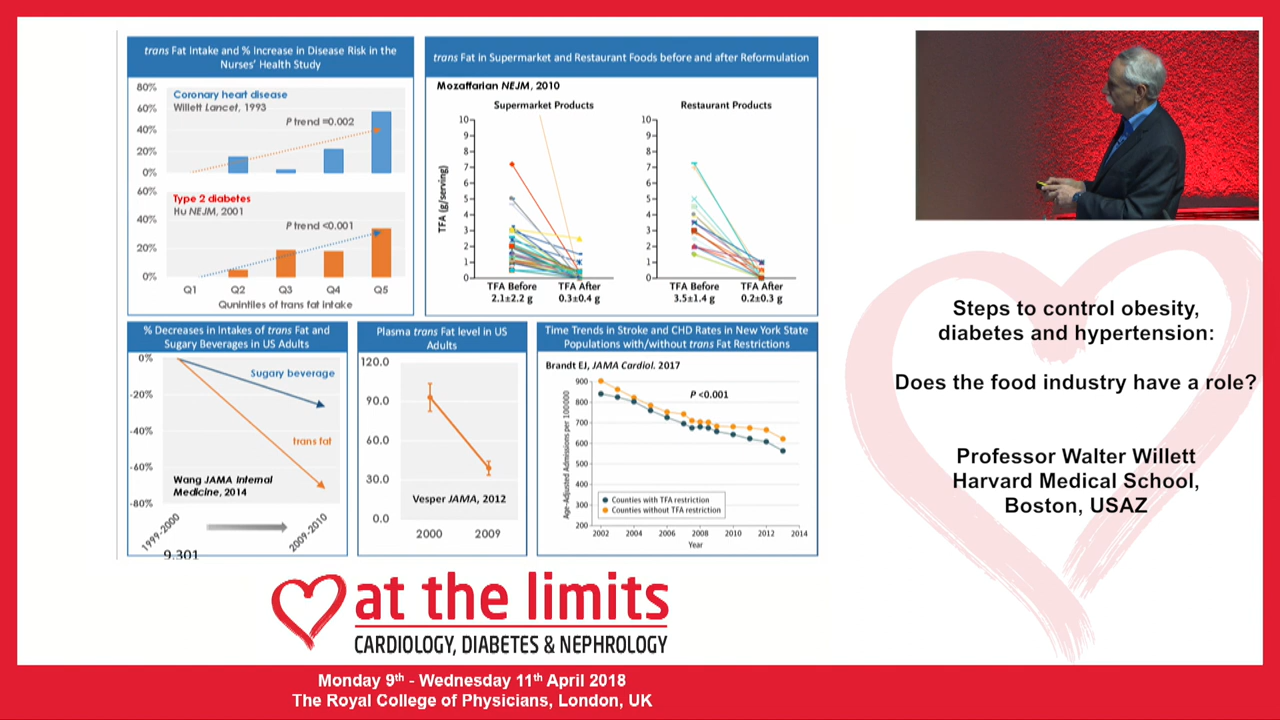 trans Fat Intake and % Increase in Disease Risk in the
Nurses' Health Study
80%
60%
40%
20%
0%
Coronary heart disease
Willett Lancet, 1993
P trend =0.002
60%
40%
20%
0%
Type 2 diabetes
Hu NEJM, 2001
P trend <0.001
Q1 Q2 Q3 Q4 Q5
Qunintiles of trans fat intake
trans Fat in Supermarket and Restaurant Foods before and after Reformulation
Mozaffarian NEJM, 2010
Supermarket Products
TFA (g/serving)
10
9
8
7
6
5
4
3
2
1
0
TFA Before TFA After
2.1±2.2 g 0.3±0.4 g
Restaurant Products
10
9
8
7
6
5
4
3
2
1
0
TFA Before TFA After
3.5±1.4 g 0.2±0.3 g
% Decreases in Intakes of trans Fat and
Sugary Beverages in US Adults
0%
-20%
-40%
-60%
-80%
Sugary beverage
trans fat
Wang JAMA Internal
Medicine, 2014
1999-2000
2009-2010
9.301
Plasma trans Fat level in US
Adults
120.0
90.0
60.0
30.0
0.0
Vesper JAMA, 2012
2000 2009
Time Trends in Stroke and CHD Rates in New York State
Populations with/without trans Fat Restrictions
Brandt EJ, JAMA Cardiol. 2017
Age-Adjusted Admissions per 100000
900
800
700
600
500
400
300
200
P <0.001
Counties with TFA restriction
Counties without TFA restriction
2002 2004 2006 2008 2010 2012 2014
Year
Steps to control obesity,
diabetes and hypertension:
Does the food industry have a role?
Professor Walter Willett
Harvard Medical School,
Boston, USAZ
at the limits
CARDIOLOGY, DIABETES & NEPHROLOGY
Monday 9th - Wednesday 11th April 2018
The Royal College of Physicians, London, UK